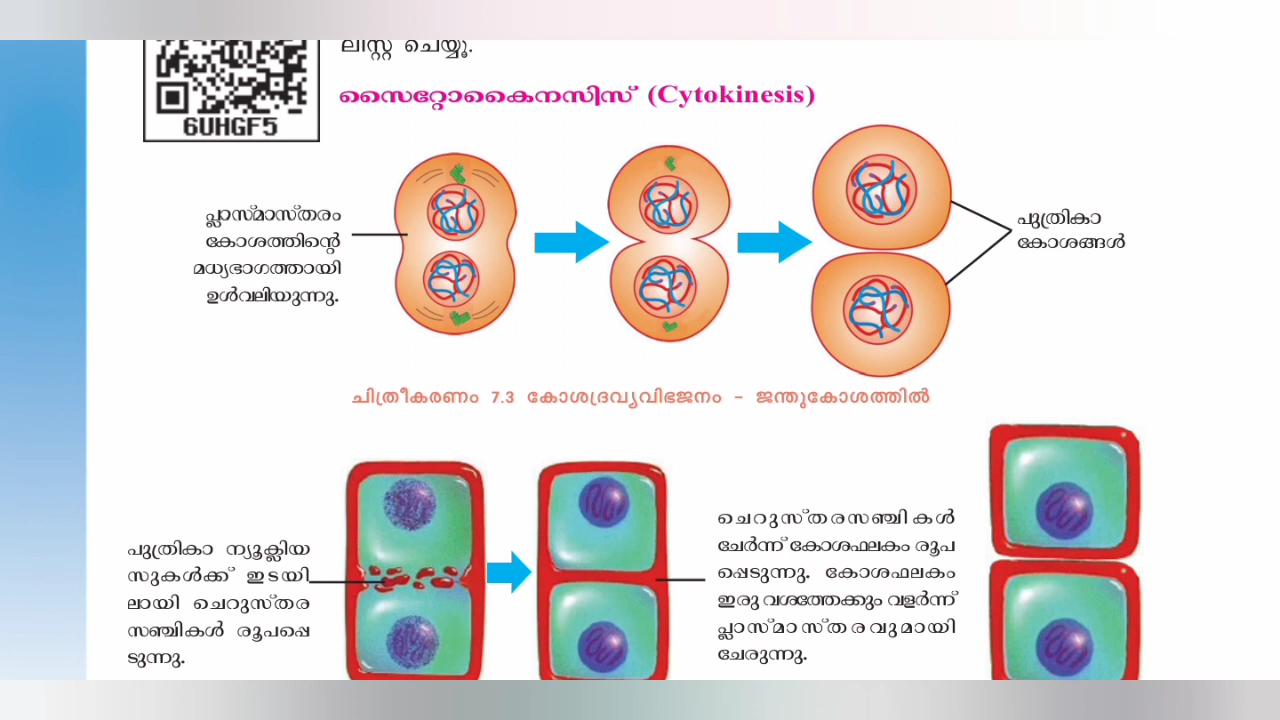 ലിസ്റ്റ് ചെയ്യൂ.
6UHGF5
സൈറ്റോകൈനസിസ് (Cytokinesis)
പ്ലാസ്മാസ്തരം
കോശത്തിന്റെ
മധ്യഭാഗത്തായി
ഉൾവലിയുന്നു.
പുത്രികാ
കോശങ്ങൾ
ചിത്രീകരണം 7.3 കോശദ്രവ്യവിഭജനം - ജന്തുകോശത്തിൽ
പുത്രികാ ന്യൂക്ലിയ
സുകൾക്ക് ഇടയി
ലായി ചെറുസ്തര
സഞ്ചികൾ രൂപപ്പെ
ടുന്നു.
ചെറുസ്തരസഞ്ചികൾ
ചേർന്ന് കോശഫലകം രൂപ
പ്പെടുന്നു. കോശഫലകം
ഇരു വശത്തേക്കും വളർന്ന്
പ്ലാസ്മാസ്തരവുമായി
ചേരുന്നു.